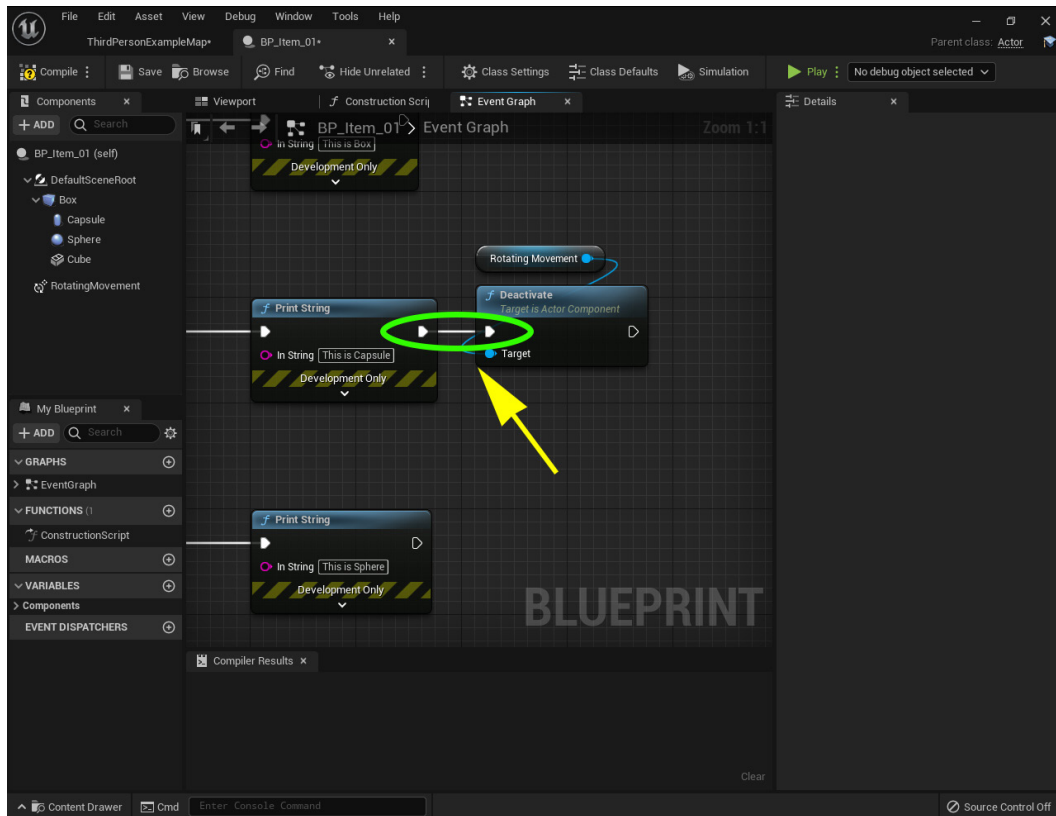 File Edit Asset View Debug Window Tools Help
ThirdPersonExampleMap• BP_Item_01• Parent class: Actor
Compile Save Browse Find Hide Unrelated Class Settings Class Defaults Simulation Play No debug object selected
Components Viewport Construction Scrip Event Graph Details
+ ADD Search BP_Item_01 > Event Graph Zoom 1:1
In String This is Box
Development Only
BP_Item_01 (self)
DefaultSceneRoot
Box
Capsule
Sphere
Cube
RotatingMovement
Rotating Movement
Deactivate
Target is Actor Component
Target
Print String
In String This is Capsule
Development Only
My Blueprint
+ ADD Search
GRAPHS
EventGraph
FUNCTIONS (1
ConstructionScript
MACROS
VARIABLES
Components
EVENT DISPATCHERS
Print String
In String This is Sphere
Development Only
BLUEPRINT
Compiler Results
Clear
Content Drawer Cmd Enter Console Command Source Control Off